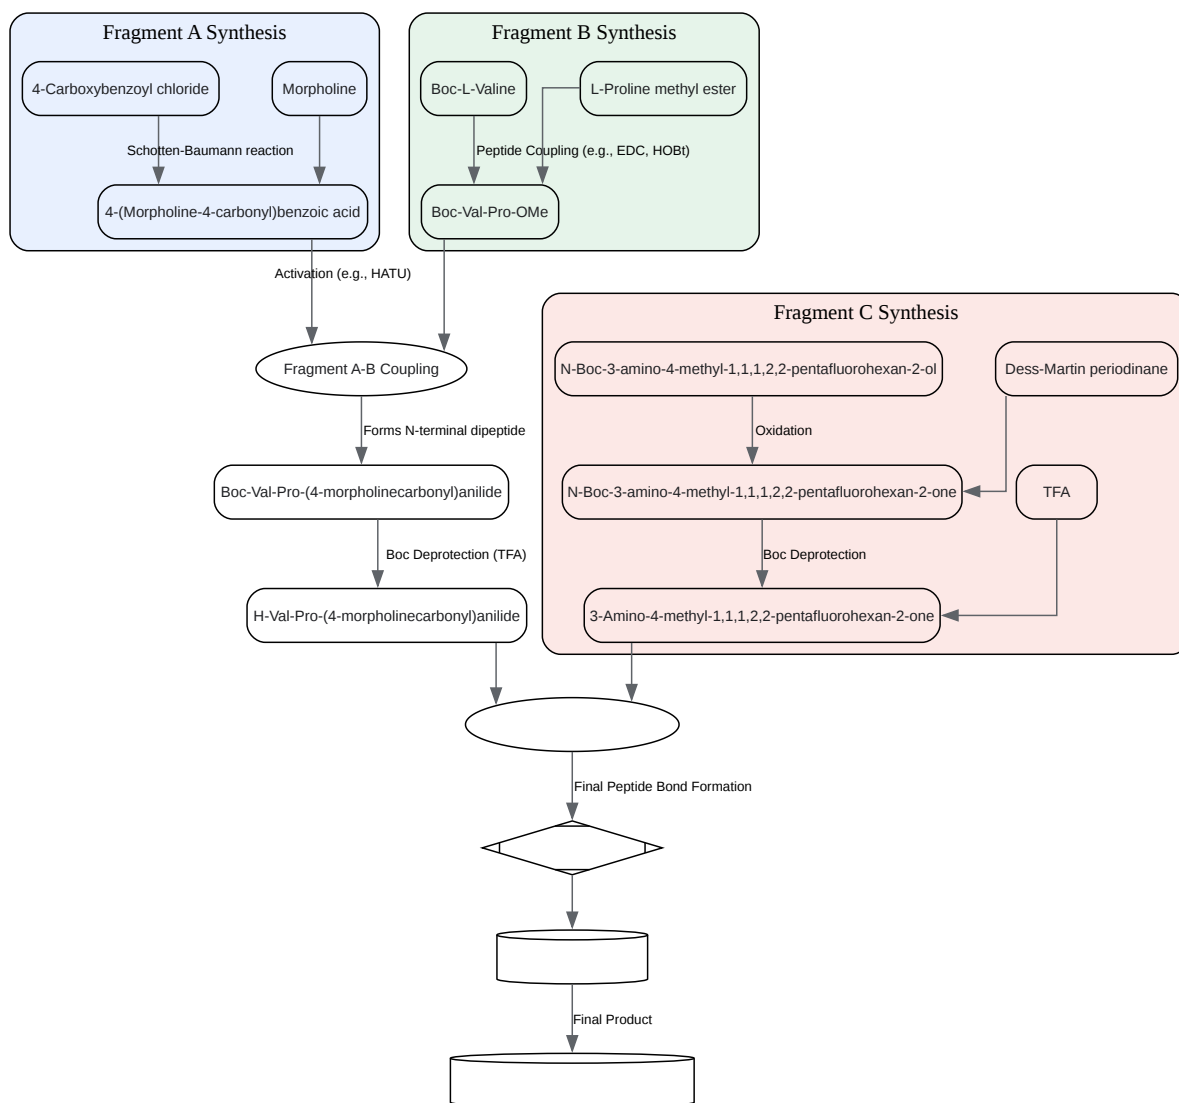 Fragment A Synthesis
Fragment B Synthesis
4-Carboxybenzoyl chloride
Morpholine
Boc-L-Valine
L-Proline methyl ester
Schotten-Baumann reaction
Peptide Coupling (e.g., EDC, HOBt)
4-(Morpholine-4-carbonyl)benzoic acid
Boc-Val-Pro-OMe
Activation (e.g., HATU)
Fragment C Synthesis
Fragment A-B Coupling
N-Boc-3-amino-4-methyl-1,1,1,2,2-pentafluorohexan-2-ol
Dess-Martin periodinane
Forms N-terminal dipeptide
Oxidation
Boc-Val-Pro-(4-morpholinecarbonyl)anilide
N-Boc-3-amino-4-methyl-1,1,1,2,2-pentafluorohexan-2-one
TFA
Boc Deprotection (TFA)
Boc Deprotection
H-Val-Pro-(4-morpholinecarbonyl)anilide
3-Amino-4-methyl-1,1,1,2,2-pentafluorohexan-2-one
Final Peptide Bond Formation
Final Product